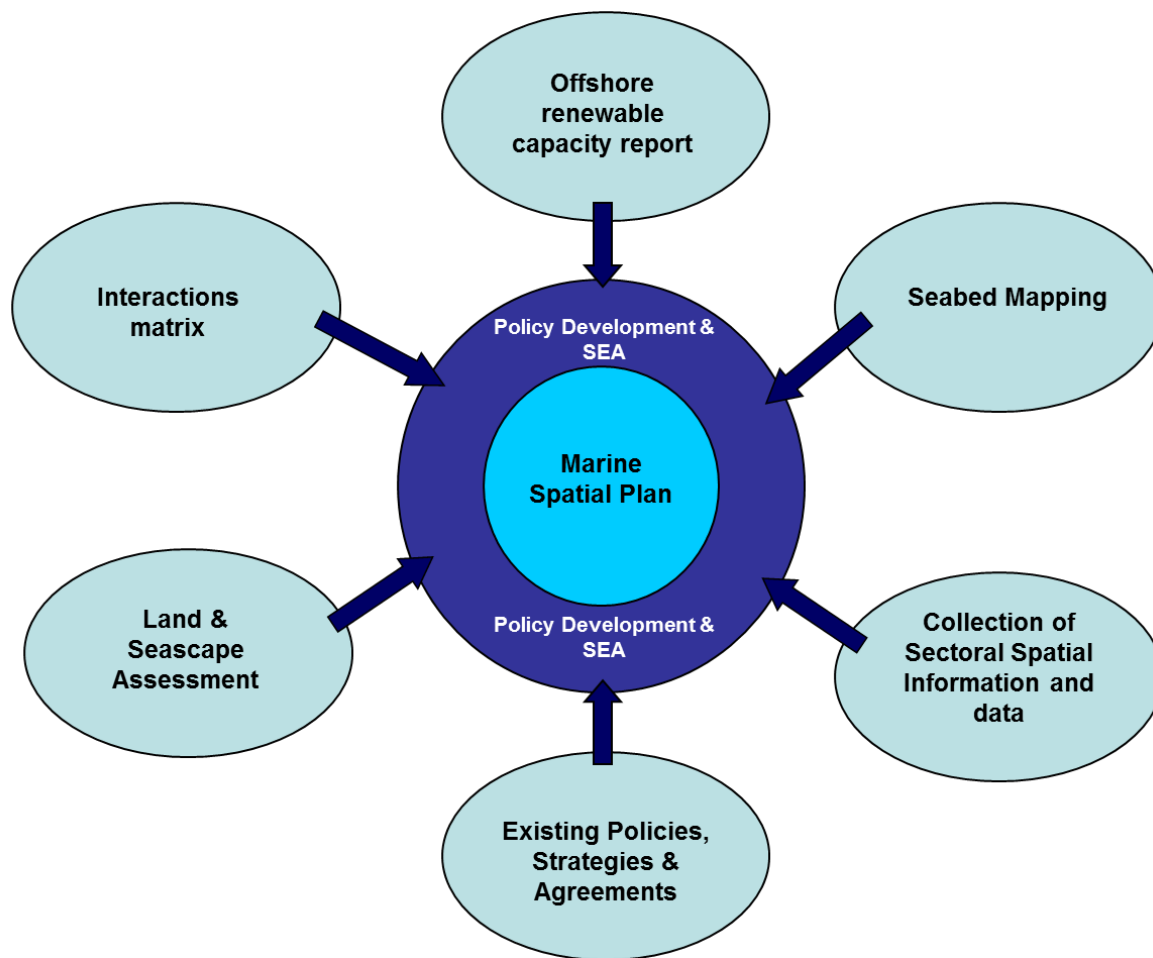 Offshore
renewable
capacity report
Interactions
matrix
Seabed Mapping
Policy Development &
SEA
Marine
Spatial Plan
Land &
Seascape
Assessment
Policy Development &
SEA
Collection of
Sectoral Spatial
Information and
data
Existing Policies,
Strategies &
Agreements